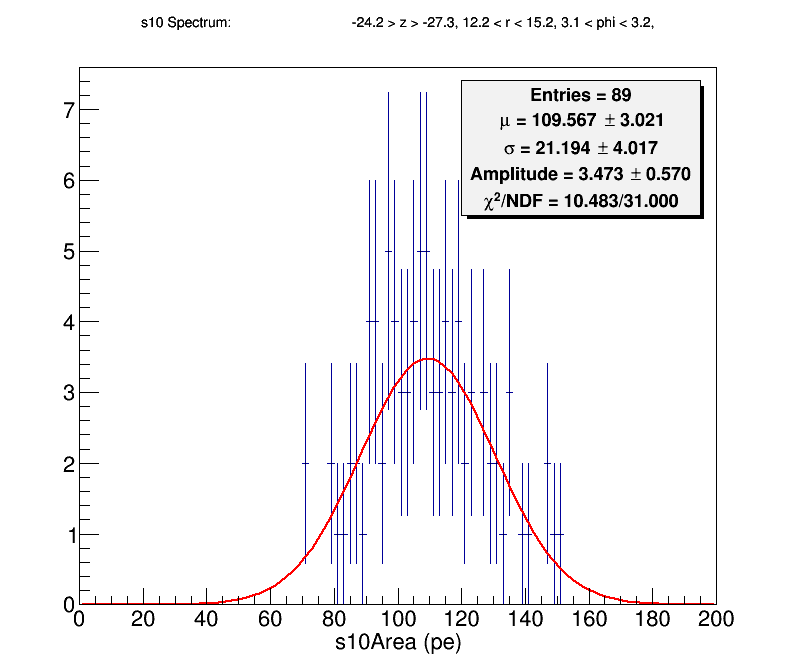 s10 Spectrum: -24.2 > z > -27.3, 12.2 < r < 15.2, 3.1 < phi < 3.2,
Entries = 89
μ = 109.567 ± 3.021
σ = 21.194 ± 4.017
Amplitude = 3.473 ± 0.570
χ²/NDF = 10.483/31.000
7
6
5
4
3
2
1
0
0 20 40 60 80 100 120 140 160 180 200
s10Area (pe)